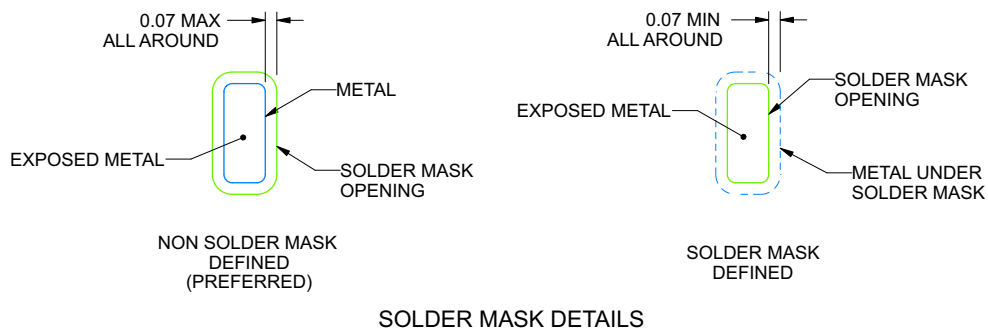 0.07 MAX
ALL AROUND
METAL
EXPOSED METAL
SOLDER MASK
OPENING
NON SOLDER MASK
DEFINED
(PREFERRED)
0.07 MIN
ALL AROUND
SOLDER MASK
OPENING
EXPOSED METAL
METAL UNDER
SOLDER MASK
SOLDER MASK
DEFINED
SOLDER MASK DETAILS